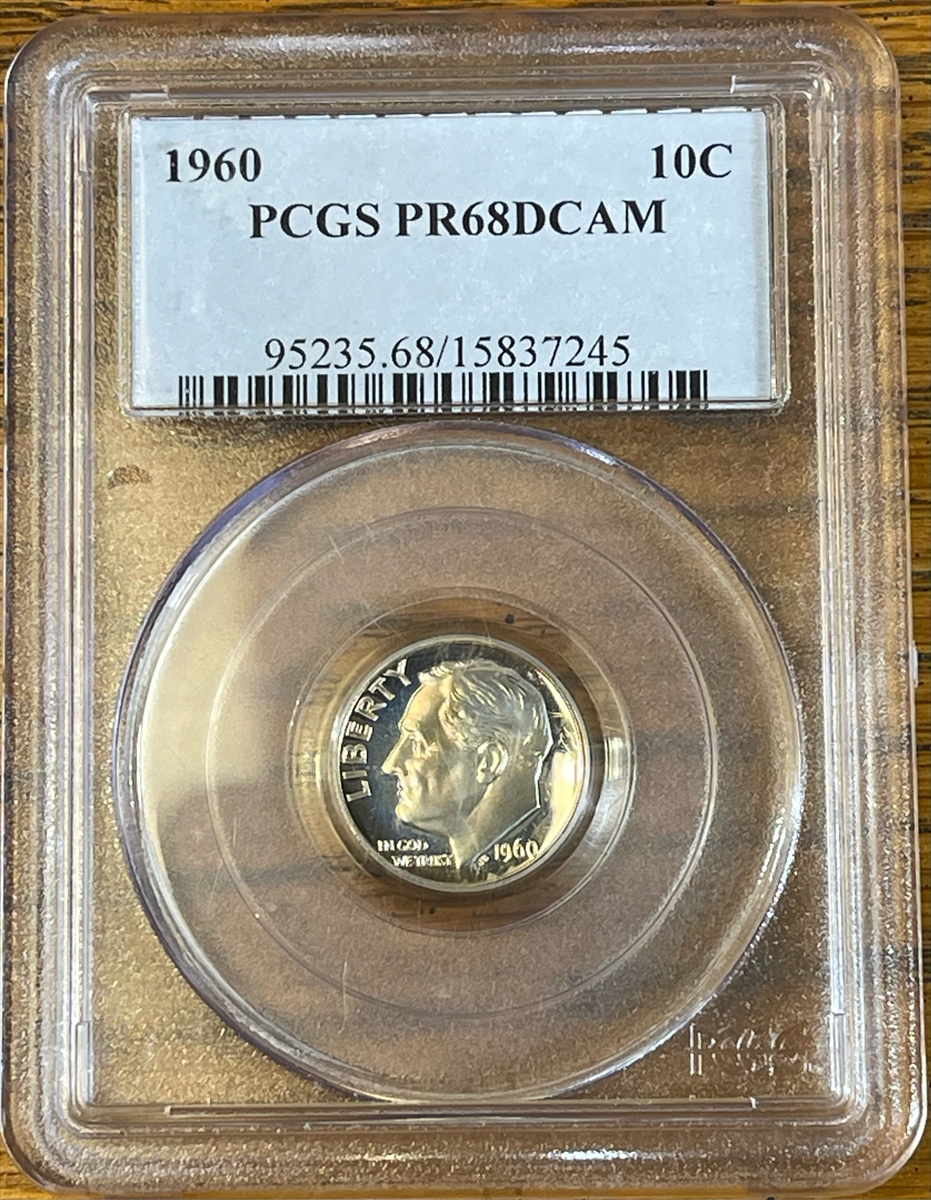 1960 10C
PCGS PR68DCAM
95235.68/15837245
LIBERTY
IN GOD
WE TRUST
1960